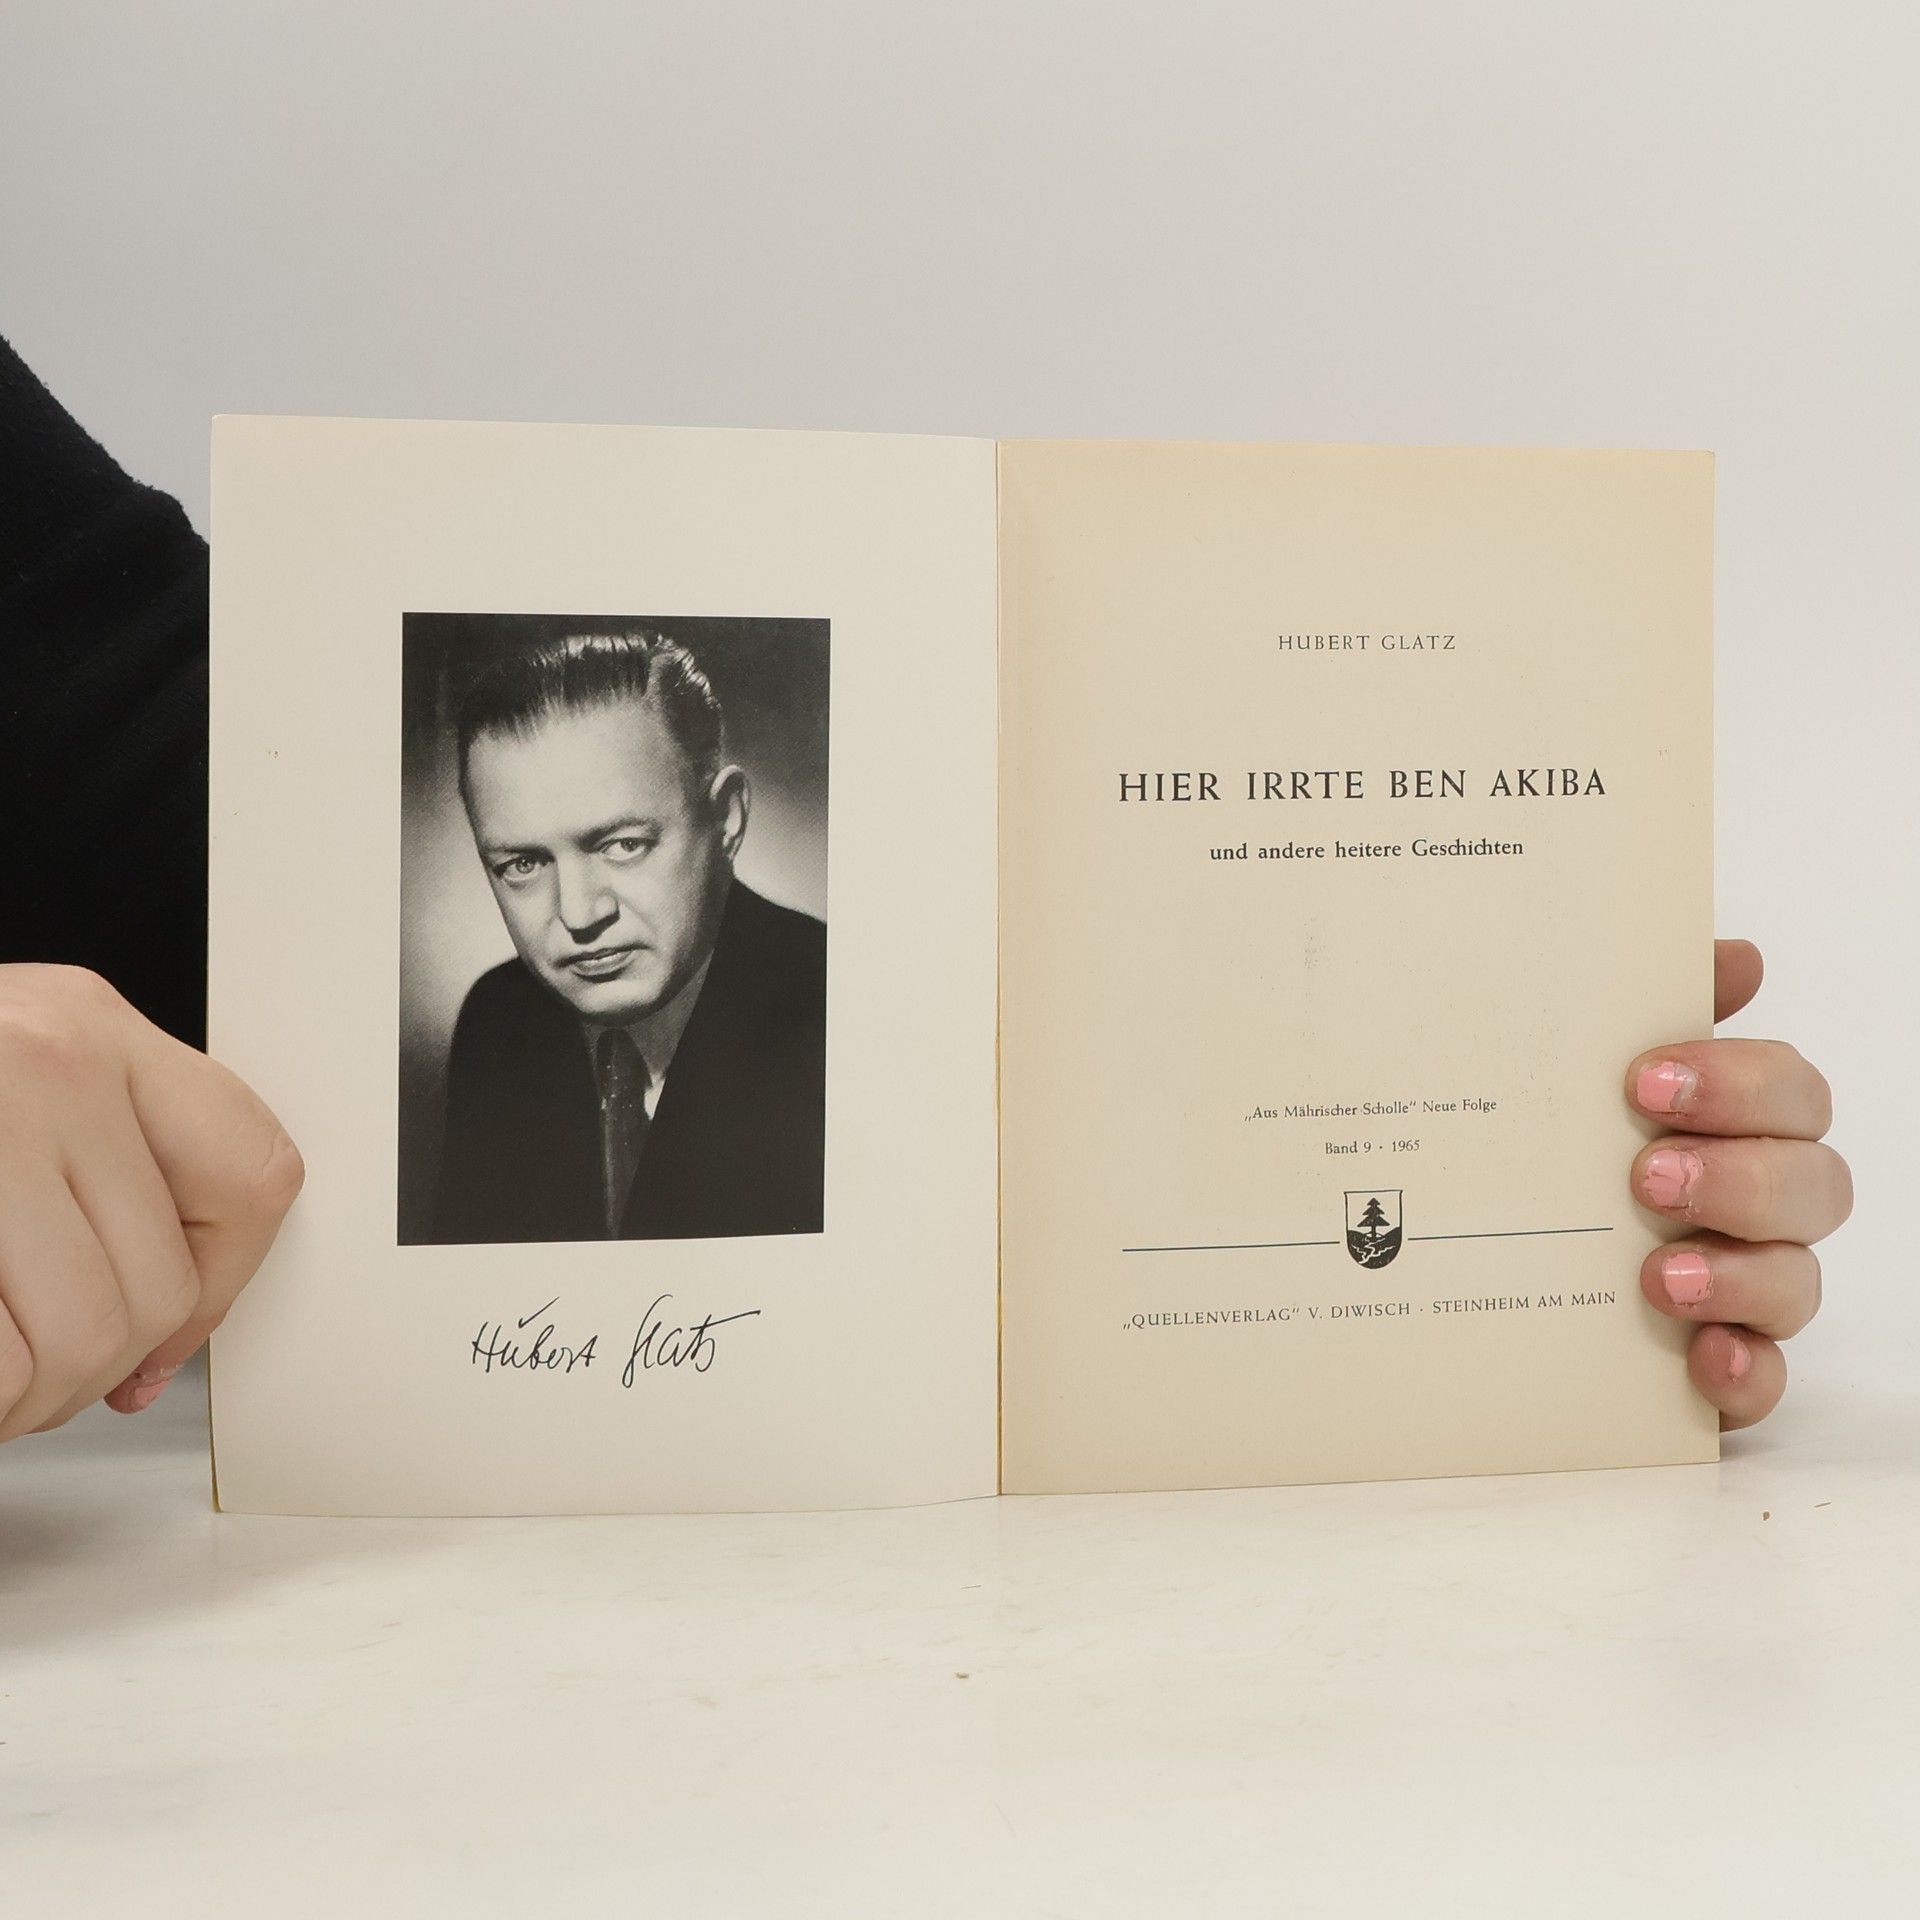 Hubert Glatz
HUBERT GLATZ
HIER IRRTE BEN AKIBA
und andere heitere Geschichten
„Aus Mährischer Scholle“ Neue Folge
Band 9 · 1965
„QUELLENVERLAG“ V. DIWISCH · STEINHEIM AM MAIN